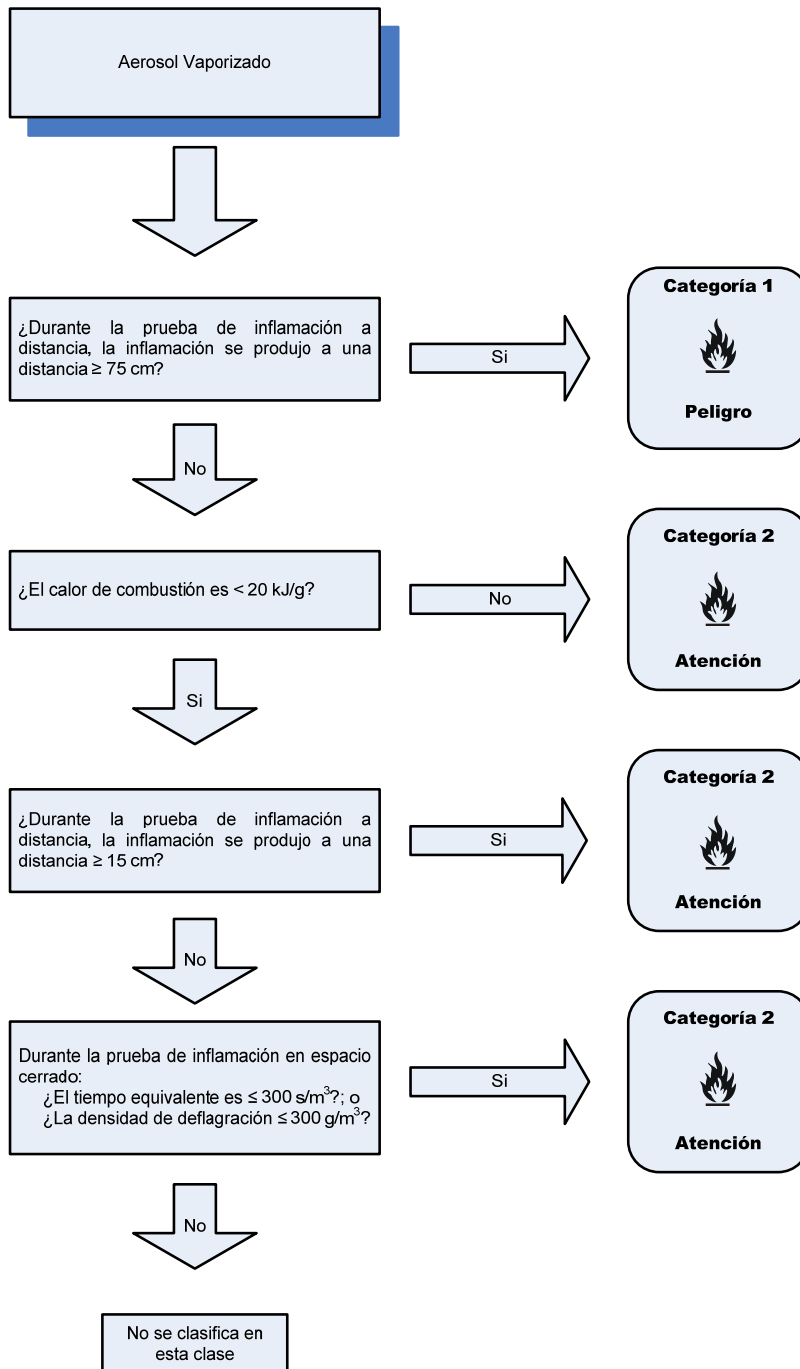 Aerosol Vaporizado
¿Durante la prueba de inflamación a
distancia, la inflamación se produjo a una
distancia ≥ 75 cm?
Si
Categoría 1
Peligro
No
¿El calor de combustión es < 20 kJ/g?
No
Categoría 2
Atención
Si
¿Durante la prueba de inflamación a
distancia, la inflamación se produjo a una
distancia ≥ 15 cm?
Si
Categoría 2
Atención
No
Durante la prueba de inflamación en espacio
cerrado:
¿El tiempo equivalente es ≤ 300 s/m³?; o
¿La densidad de deflagración ≤ 300 g/m³?
Si
Categoría 2
Atención
No
No se clasifica en
esta clase